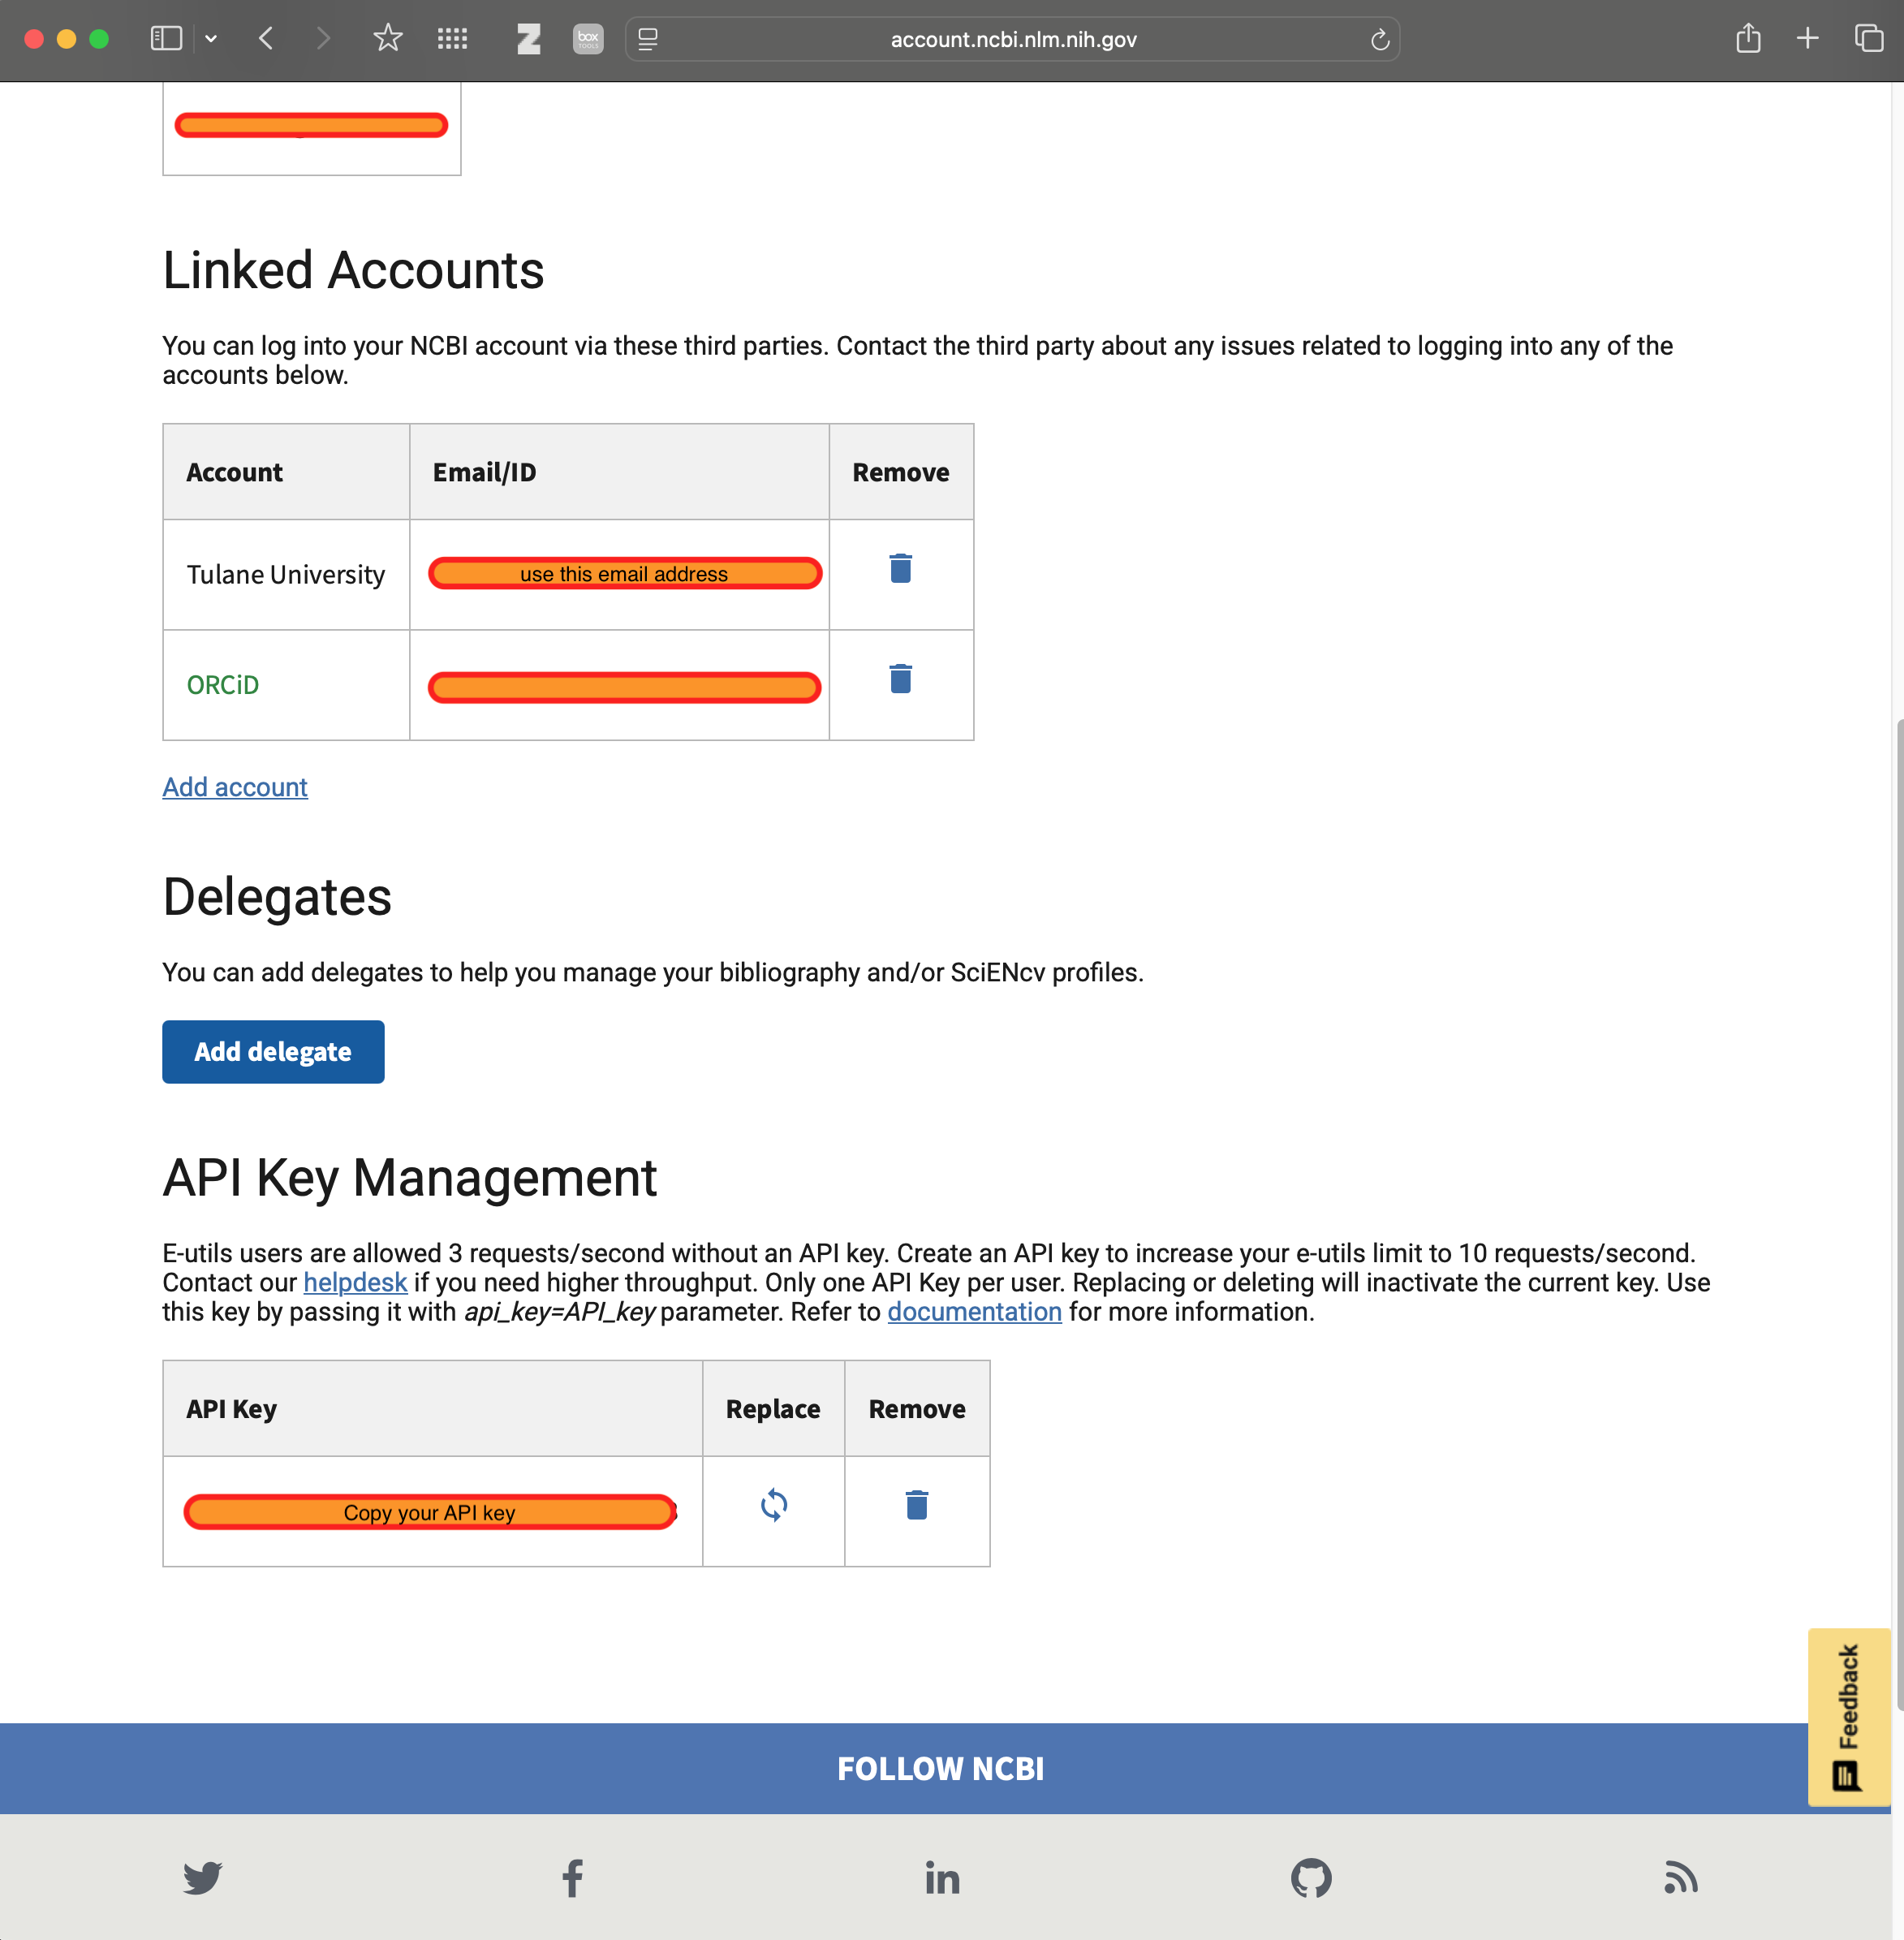 box
TOOLS
account.ncbi.nlm.nih.gov
Linked Accounts
You can log into your NCBI account via these third parties. Contact the third party about any issues related to logging into any of the
accounts below.
Account Email/ID Remove
Tulane University use this email address
ORCiD
Add account
Delegates
You can add delegates to help you manage your bibliography and/or SciENcv profiles.
Add delegate
API Key Management
E-utils users are allowed 3 requests/second without an API key. Create an API key to increase your e-utils limit to 10 requests/second.
Contact our helpdesk if you need higher throughput. Only one API Key per user. Replacing or deleting will inactivate the current key. Use
this key by passing it with api_key=API_key parameter. Refer to documentation for more information.
API Key Replace Remove
Copy your API key
Feedback
FOLLOW NCBI